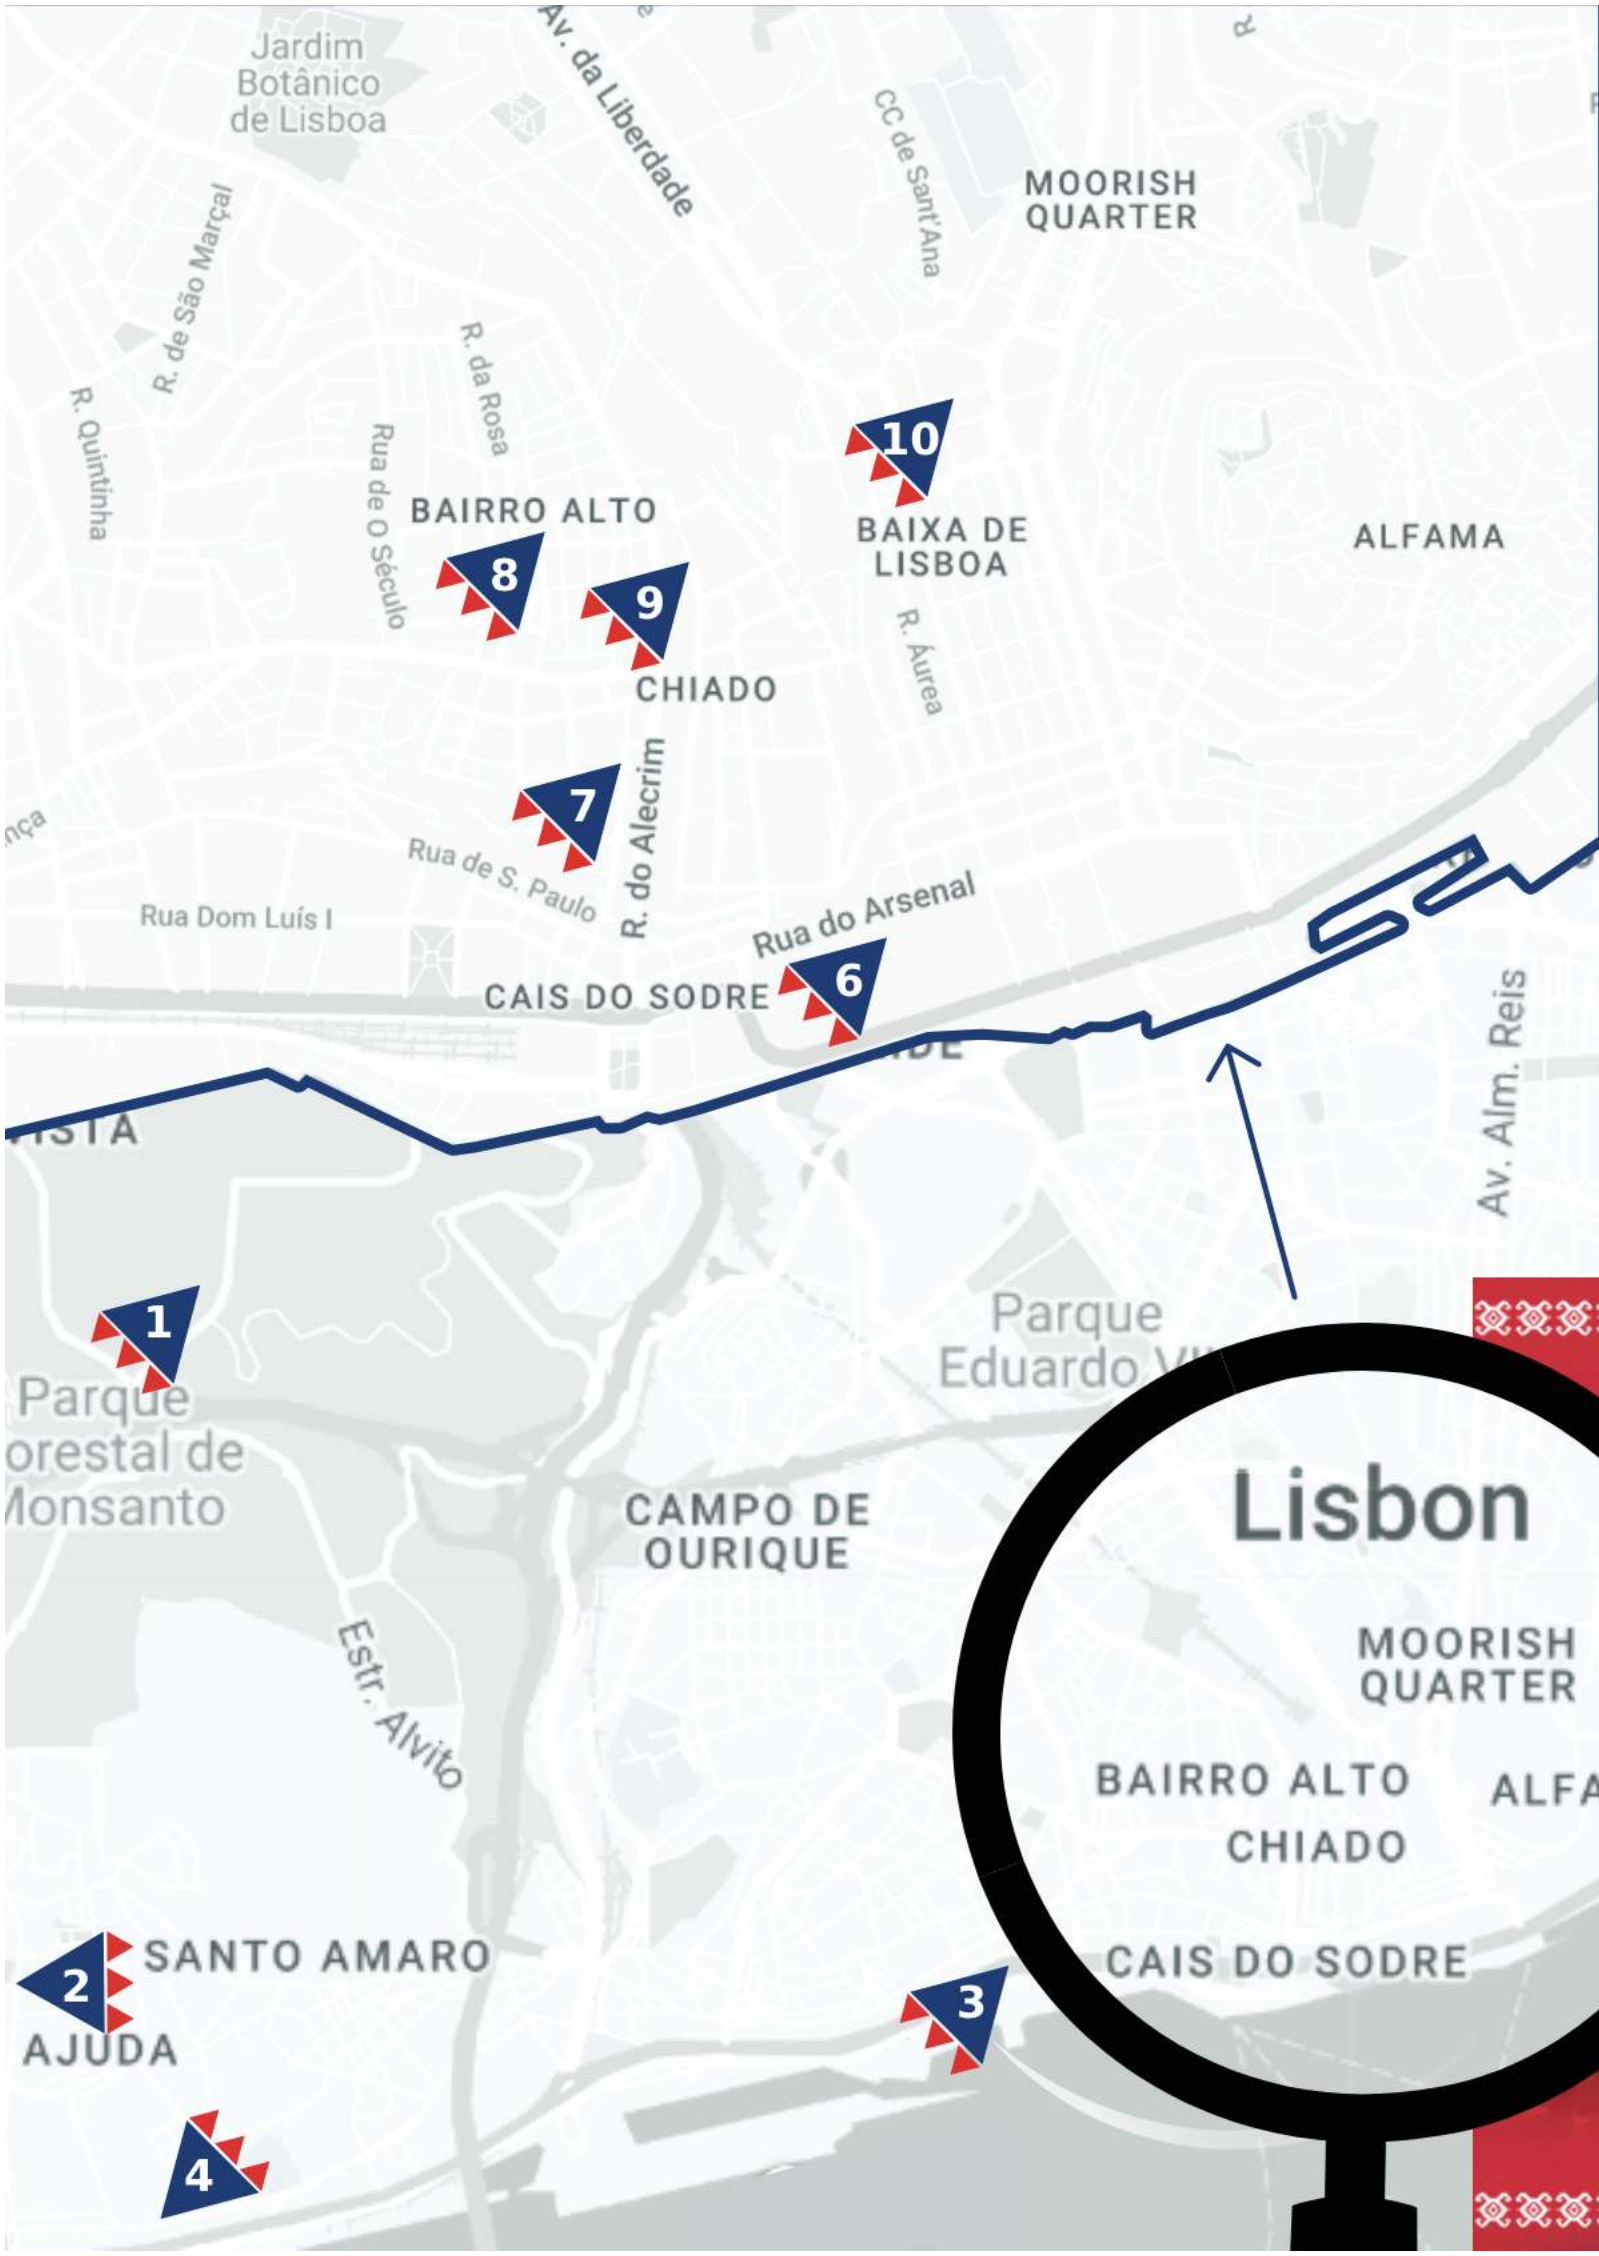 Jardim
Botânico
de Lisboa
Av. da Liberdade
CC de Sant'Ana
R.
MOORISH
QUARTER
R. de São Marçal
R. Quintinha
R. da Rosa
Rua de O Século
10
BAIRRO ALTO
BAIXA DE
LISBOA
ALFAMA
8
9
R. Áurea
CHIADO
7
R. do Alecrim
nça
Rua de S. Paulo
Rua Dom Luís I
Rua do Arsenal
CAIS DO SODRE
6
Av. Alm. Reis
VISTA
1
Parque
Eduardo VII
Parque
orestal de
Monsanto
Lisbon
CAMPO DE
OURIQUE
MOORISH
QUARTER
Estr. Alvito
BAIRRO ALTO
ALFA
CHIADO
SANTO AMARO
CAIS DO SODRE
2
3
AJUDA
4